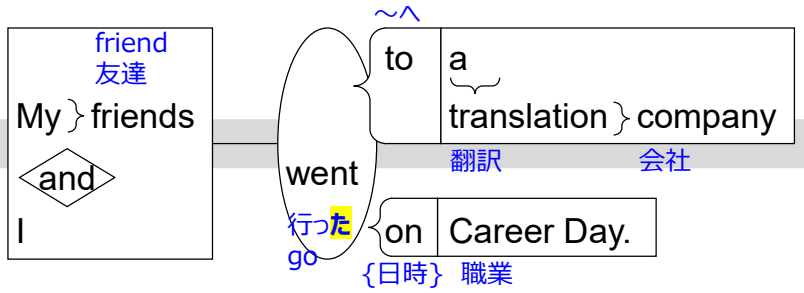 ～へ
friend
友達
My } friends
and
I
went
行った
go
to
a
translation } company
翻訳 会社
on Career Day.
{日時} 職業